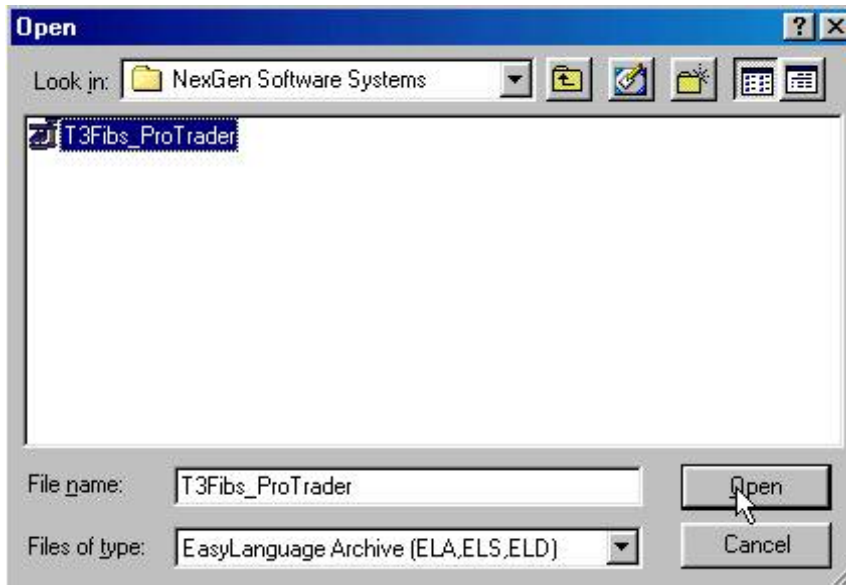 Open
Look in: NexGen Software Systems
T3Fibs_ProTrader
File name: T3Fibs_ProTrader Open
Files of type: EasyLanguage Archive (ELA,ELS,ELD) Cancel